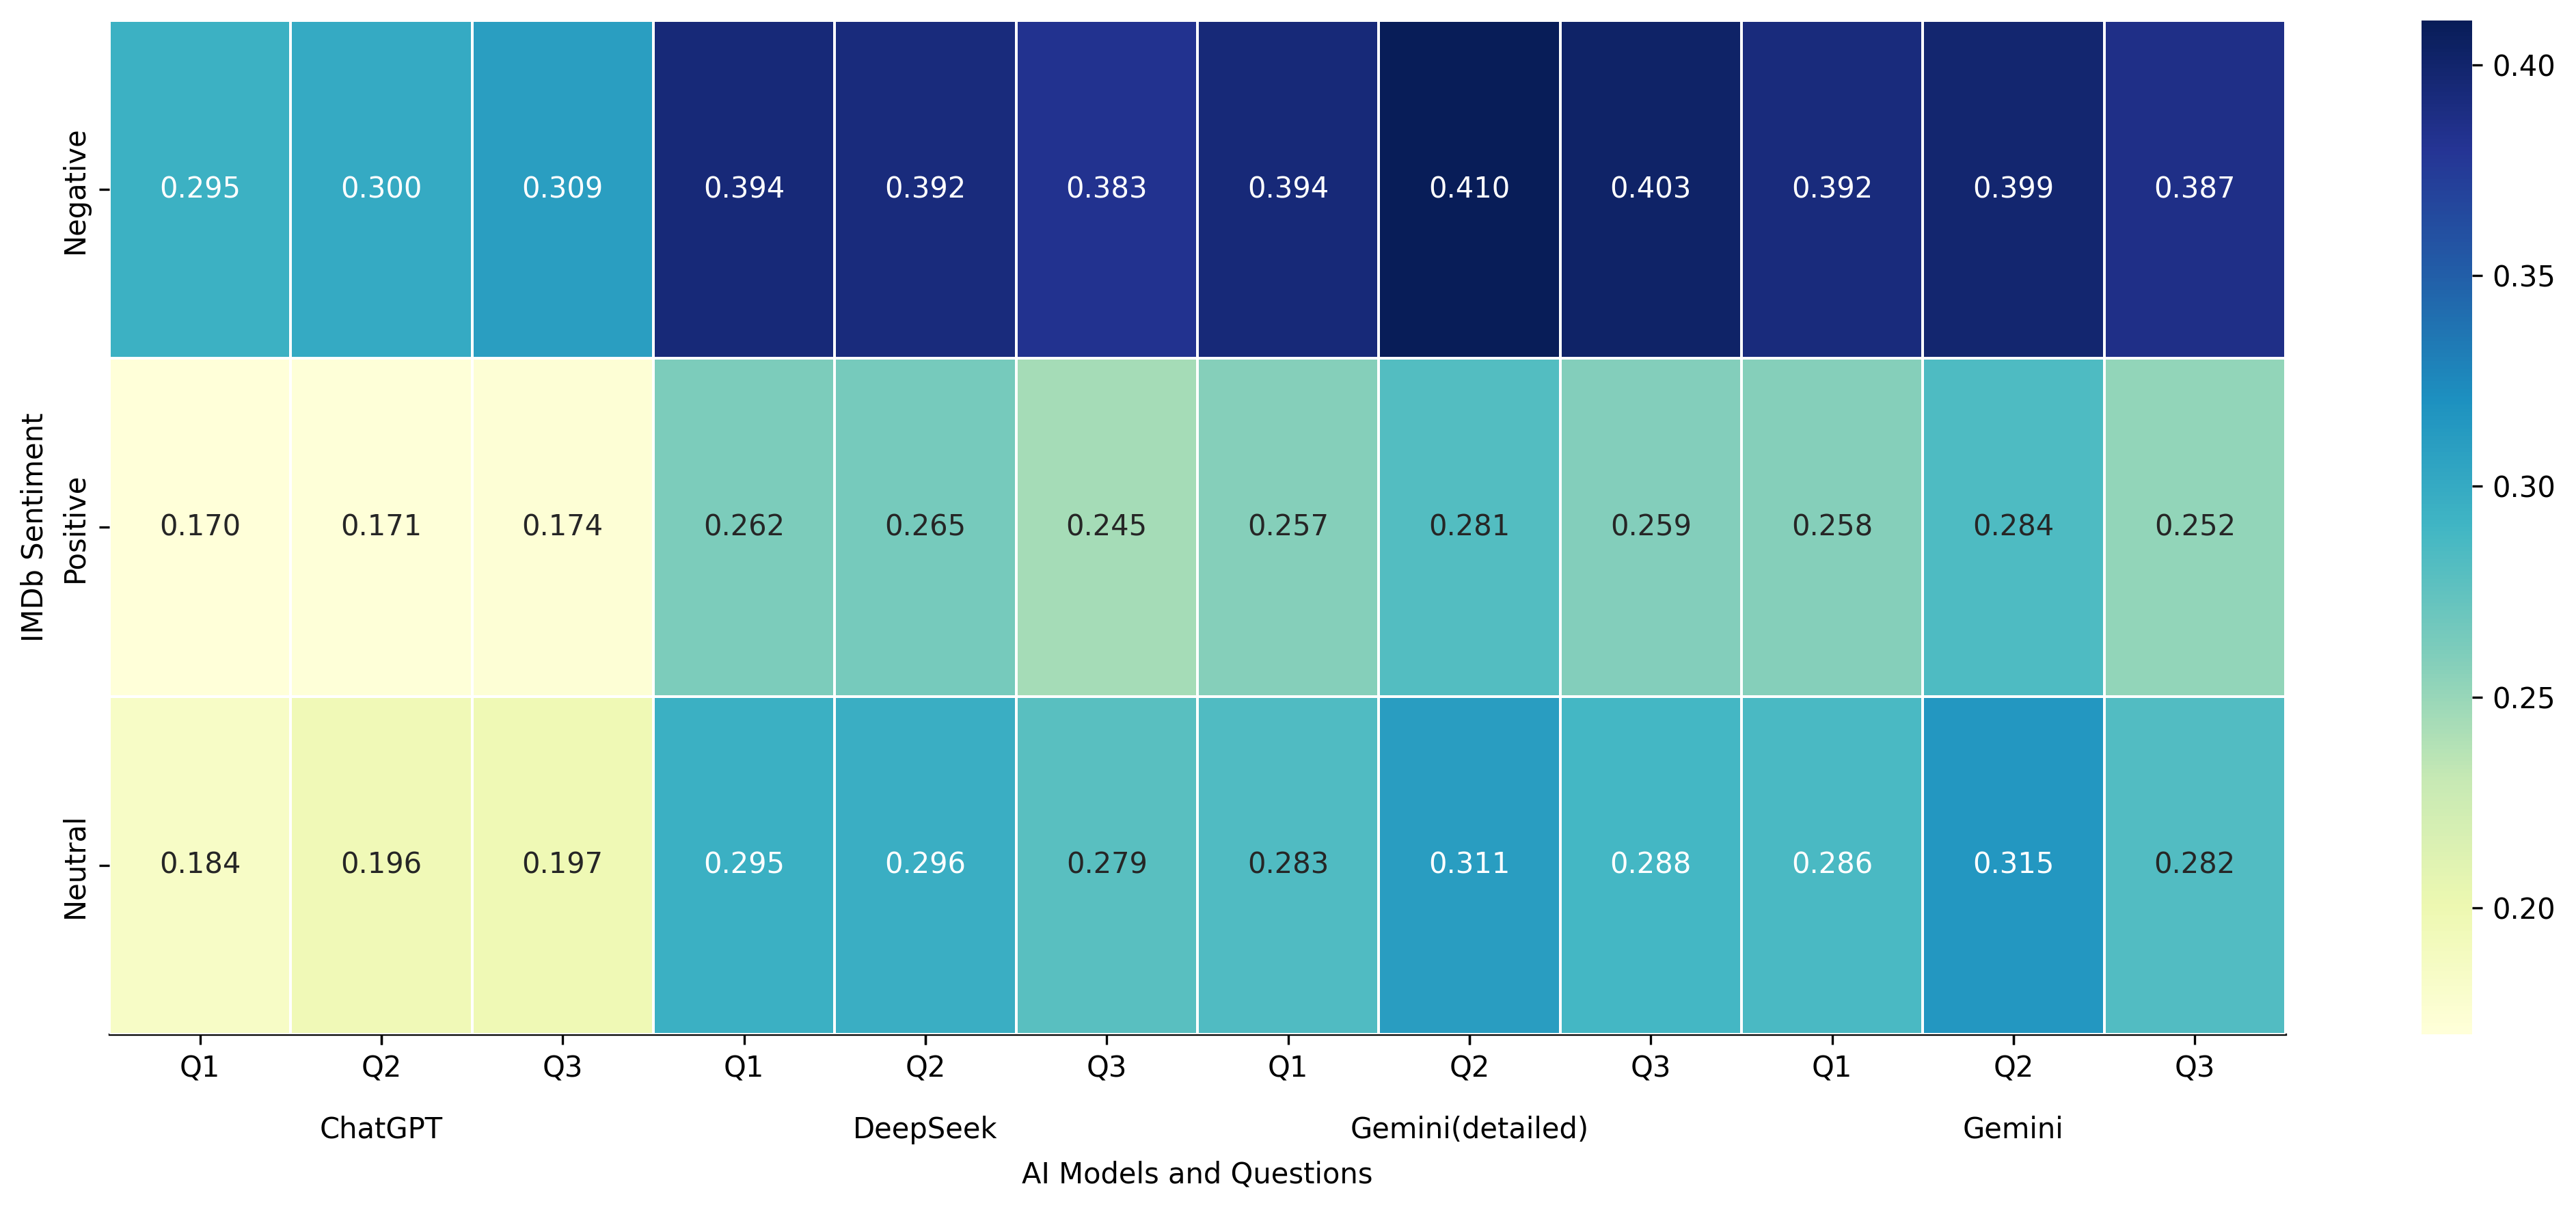 IMDb Sentiment
Negative
0.295 0.300 0.309 0.394 0.392 0.383 0.394 0.410 0.403 0.392 0.399 0.387
Positive
0.170 0.171 0.174 0.262 0.265 0.245 0.257 0.281 0.259 0.258 0.284 0.252
Neutral
0.184 0.196 0.197 0.295 0.296 0.279 0.283 0.311 0.288 0.286 0.315 0.282
Q1 Q2 Q3 Q1 Q2 Q3 Q1 Q2 Q3 Q1 Q2 Q3
ChatGPT DeepSeek Gemini(detailed) Gemini
AI Models and Questions
0.40
0.35
0.30
0.25
0.20